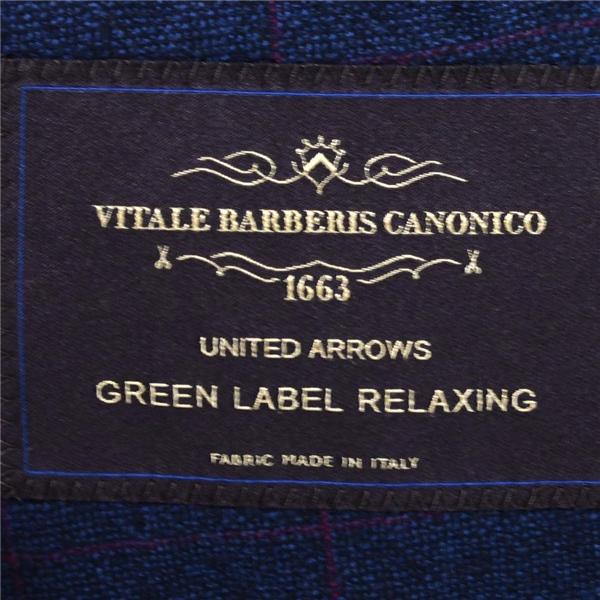 VITALE BARBERIS CANONICO
1663
UNITED ARROWS
GREEN LABEL RELAXING
FABRIC MADE IN ITALY